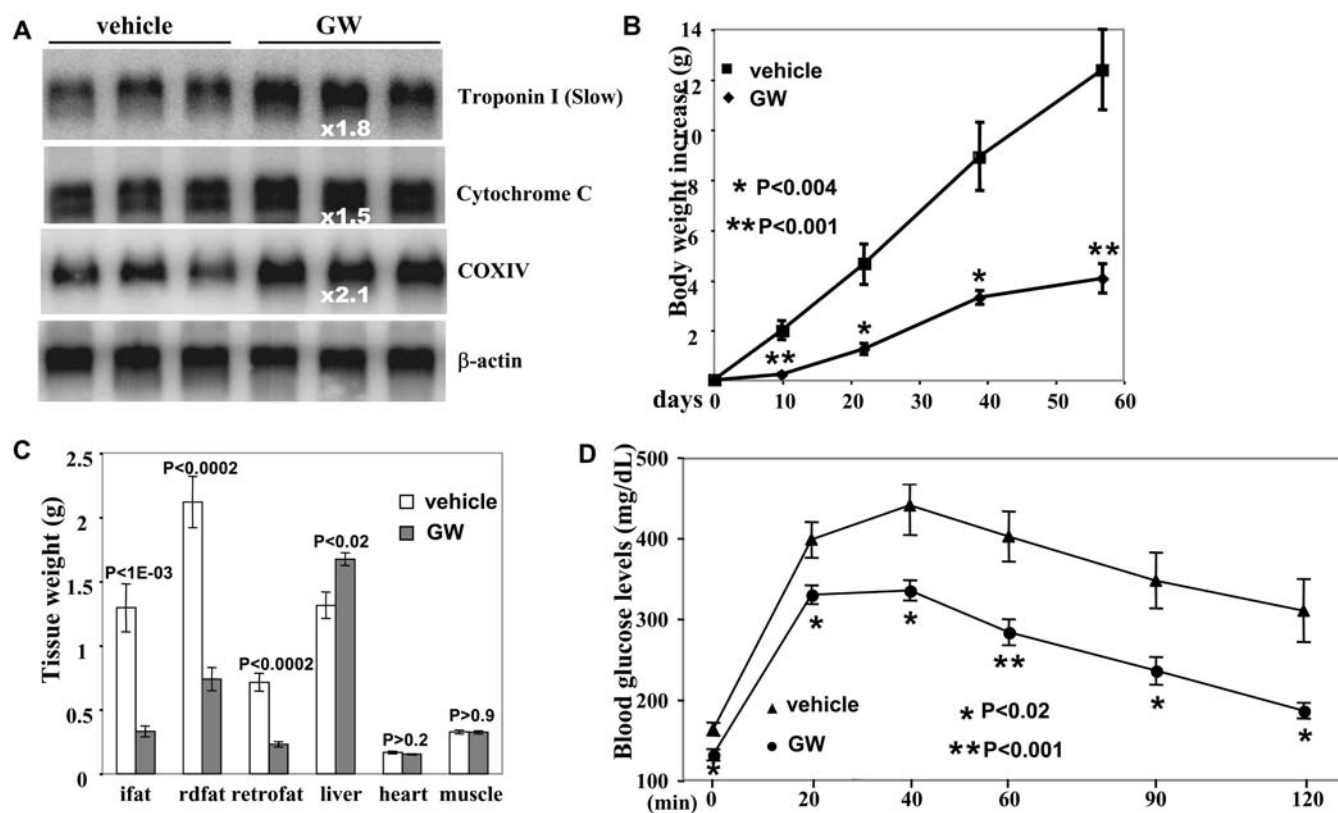 A
vehicle GW
Troponin I (Slow)
x1.8
Cytochrome C
x1.5
COXIV
x2.1
β-actin
B
Body weight increase (g)
14
12
10
8
6
4
2
vehicle
GW
* P<0.004
** P<0.001
**
*
*
**
days 0 10 20 30 40 50 60
C
Tissue weight (g)
2.5
2
1.5
1
0.5
0
P<1E-03
P<0.0002
P<0.0002
P<0.02
P>0.2
P>0.9
vehicle
GW
ifat rdfat retrofat liver heart muscle
D
Blood glucose levels (mg/dL)
500
400
300
200
100
vehicle
GW
* P<0.02
** P<0.001
*
*
*
**
*
*
(min) 0 20 40 60 90 120